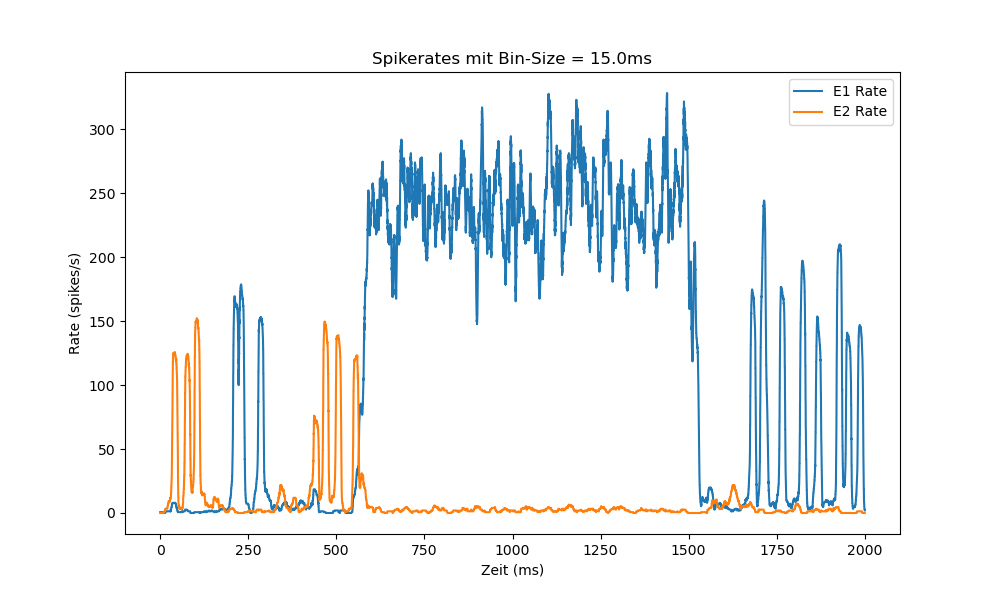 Spikerates mit Bin-Size = 15.0ms
E1 Rate
E2 Rate
Rate (spikes/s)
300
250
200
150
100
50
0
0 250 500 750 1000 1250 1500 1750 2000
Zeit (ms)